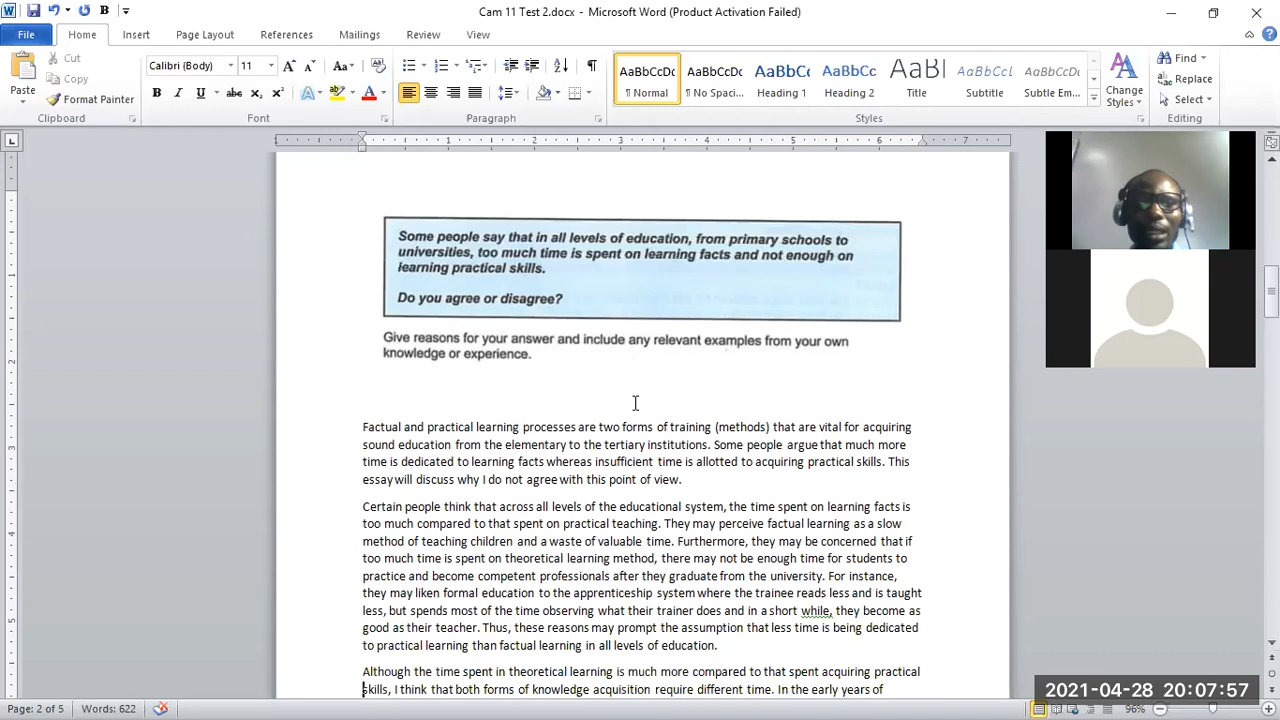 Cam 11 Test 2.docx - Microsoft Word (Product Activation Failed)
File Home Insert Page Layout References Mailings Review View
Paste
Cut
Copy
Format Painter
Clipboard
Calibri (Body) 11
Font
Paragraph
AaBbCcDc AaBbCcDc AaBbCc AaBbCc AaBl AaBbCcDc AaBbCcDc
¶ Normal ¶ No Spaci... Heading 1 Heading 2 Title Subtitle Subtle Em...
Change Styles
Styles
Find
Replace
Select
Editing
Some people say that in all levels of education, from primary schools to
universities, too much time is spent on learning facts and not enough on
learning practical skills.
Do you agree or disagree?
Give reasons for your answer and include any relevant examples from your own
knowledge or experience.
Factual and practical learning processes are two forms of training (methods) that are vital for acquiring
sound education from the elementary to the tertiary institutions. Some people argue that much more
time is dedicated to learning facts whereas insufficient time is allotted to acquiring practical skills. This
essay will discuss why I do not agree with this point of view.
Certain people think that across all levels of the educational system, the time spent on learning facts is
too much compared to that spent on practical teaching. They may perceive factual learning as a slow
method of teaching children and a waste of valuable time. Furthermore, they may be concerned that if
too much time is spent on theoretical learning method, there may not be enough time for students to
practice and become competent professionals after they graduate from the university. For instance,
they may liken formal education to the apprenticeship system where the trainee reads less and is taught
less, but spends most of the time observing what their trainer does and in a short while, they become as
good as their teacher. Thus, these reasons may prompt the assumption that less time is being dedicated
to practical learning than factual learning in all levels of education.
Although the time spent in theoretical learning is much more compared to that spent acquiring practical
skills, I think that both forms of knowledge acquisition require different time. In the early years of
Page: 2 of 5 Words: 622 96%
2021-04-28 20:07:57